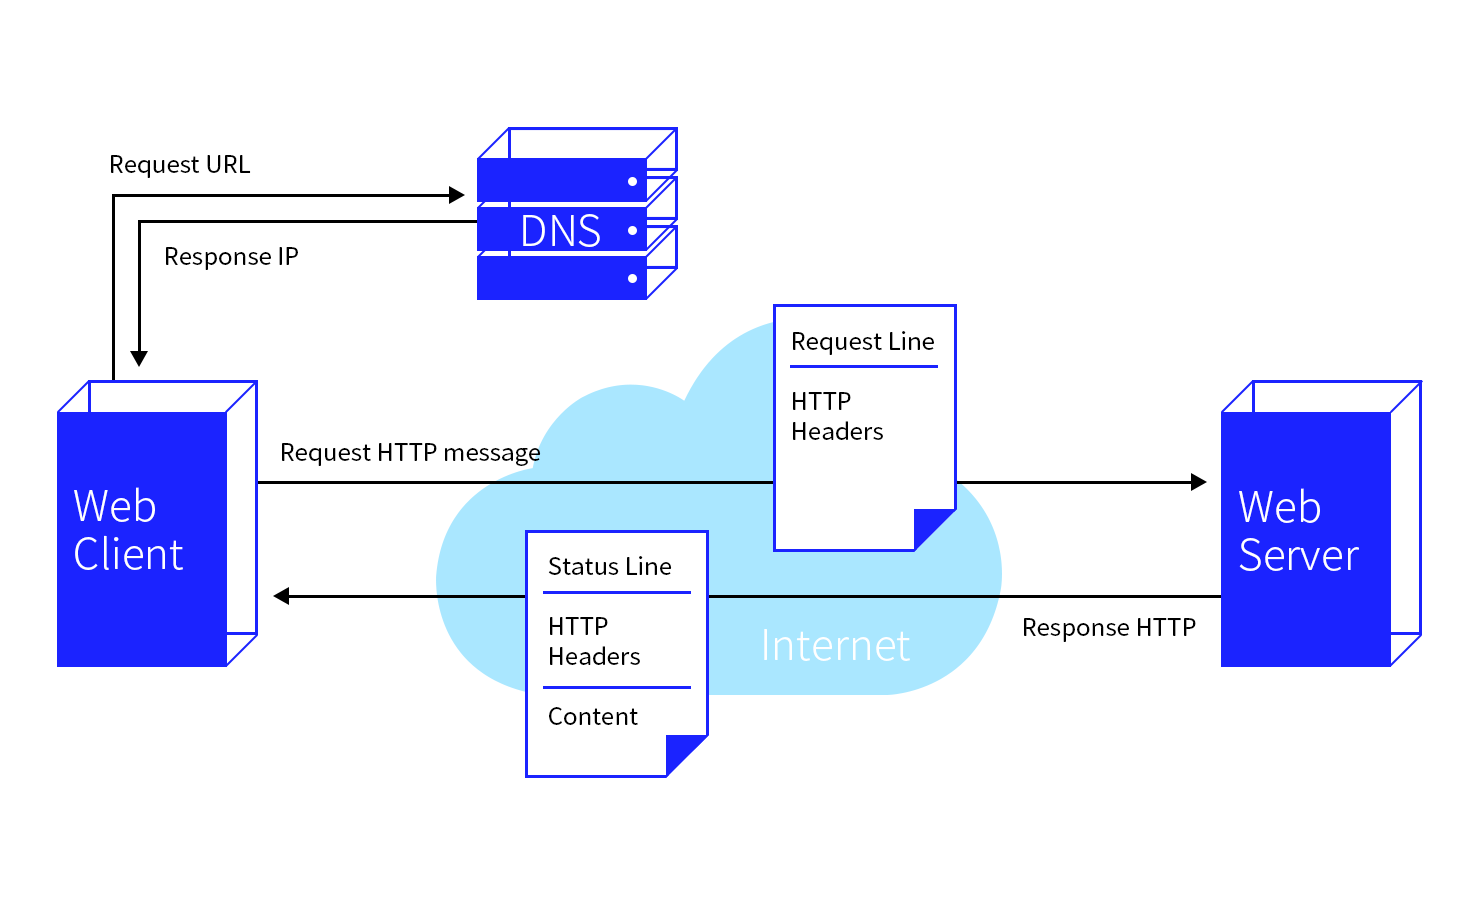 Request URL
DNS
Response IP
Request Line
HTTP
Headers
Request HTTP message
Web
Client
Web
Server
Status Line
HTTP
Headers
Content
Internet
Response HTTP